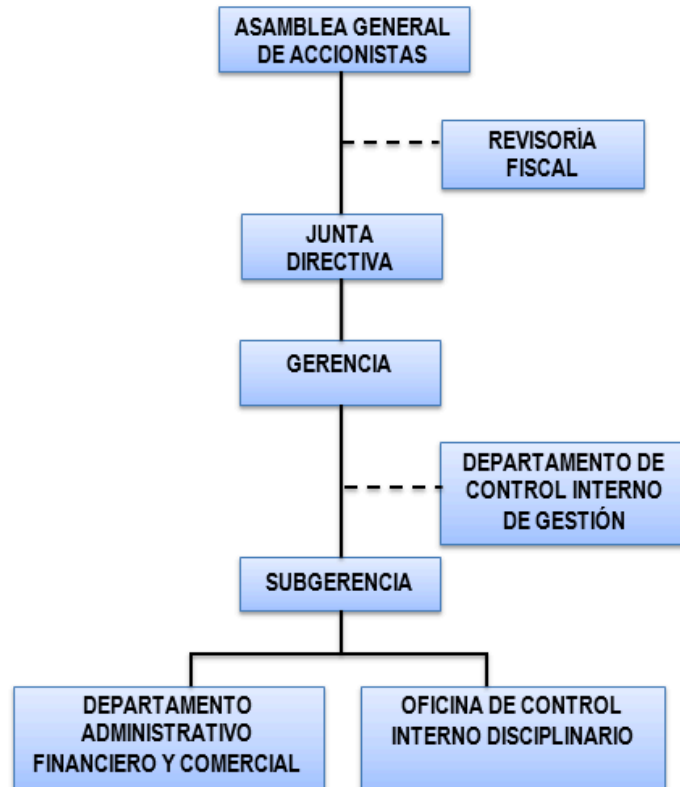 ASAMBLEA GENERAL
DE ACCIONISTAS
REVISORÍA
FISCAL
JUNTA
DIRECTIVA
GERENCIA
DEPARTAMENTO DE
CONTROL INTERNO
DE GESTIÓN
SUBGERENCIA
DEPARTAMENTO
ADMINISTRATIVO
FINANCIERO Y COMERCIAL
OFICINA DE CONTROL
INTERNO DISCIPLINARIO